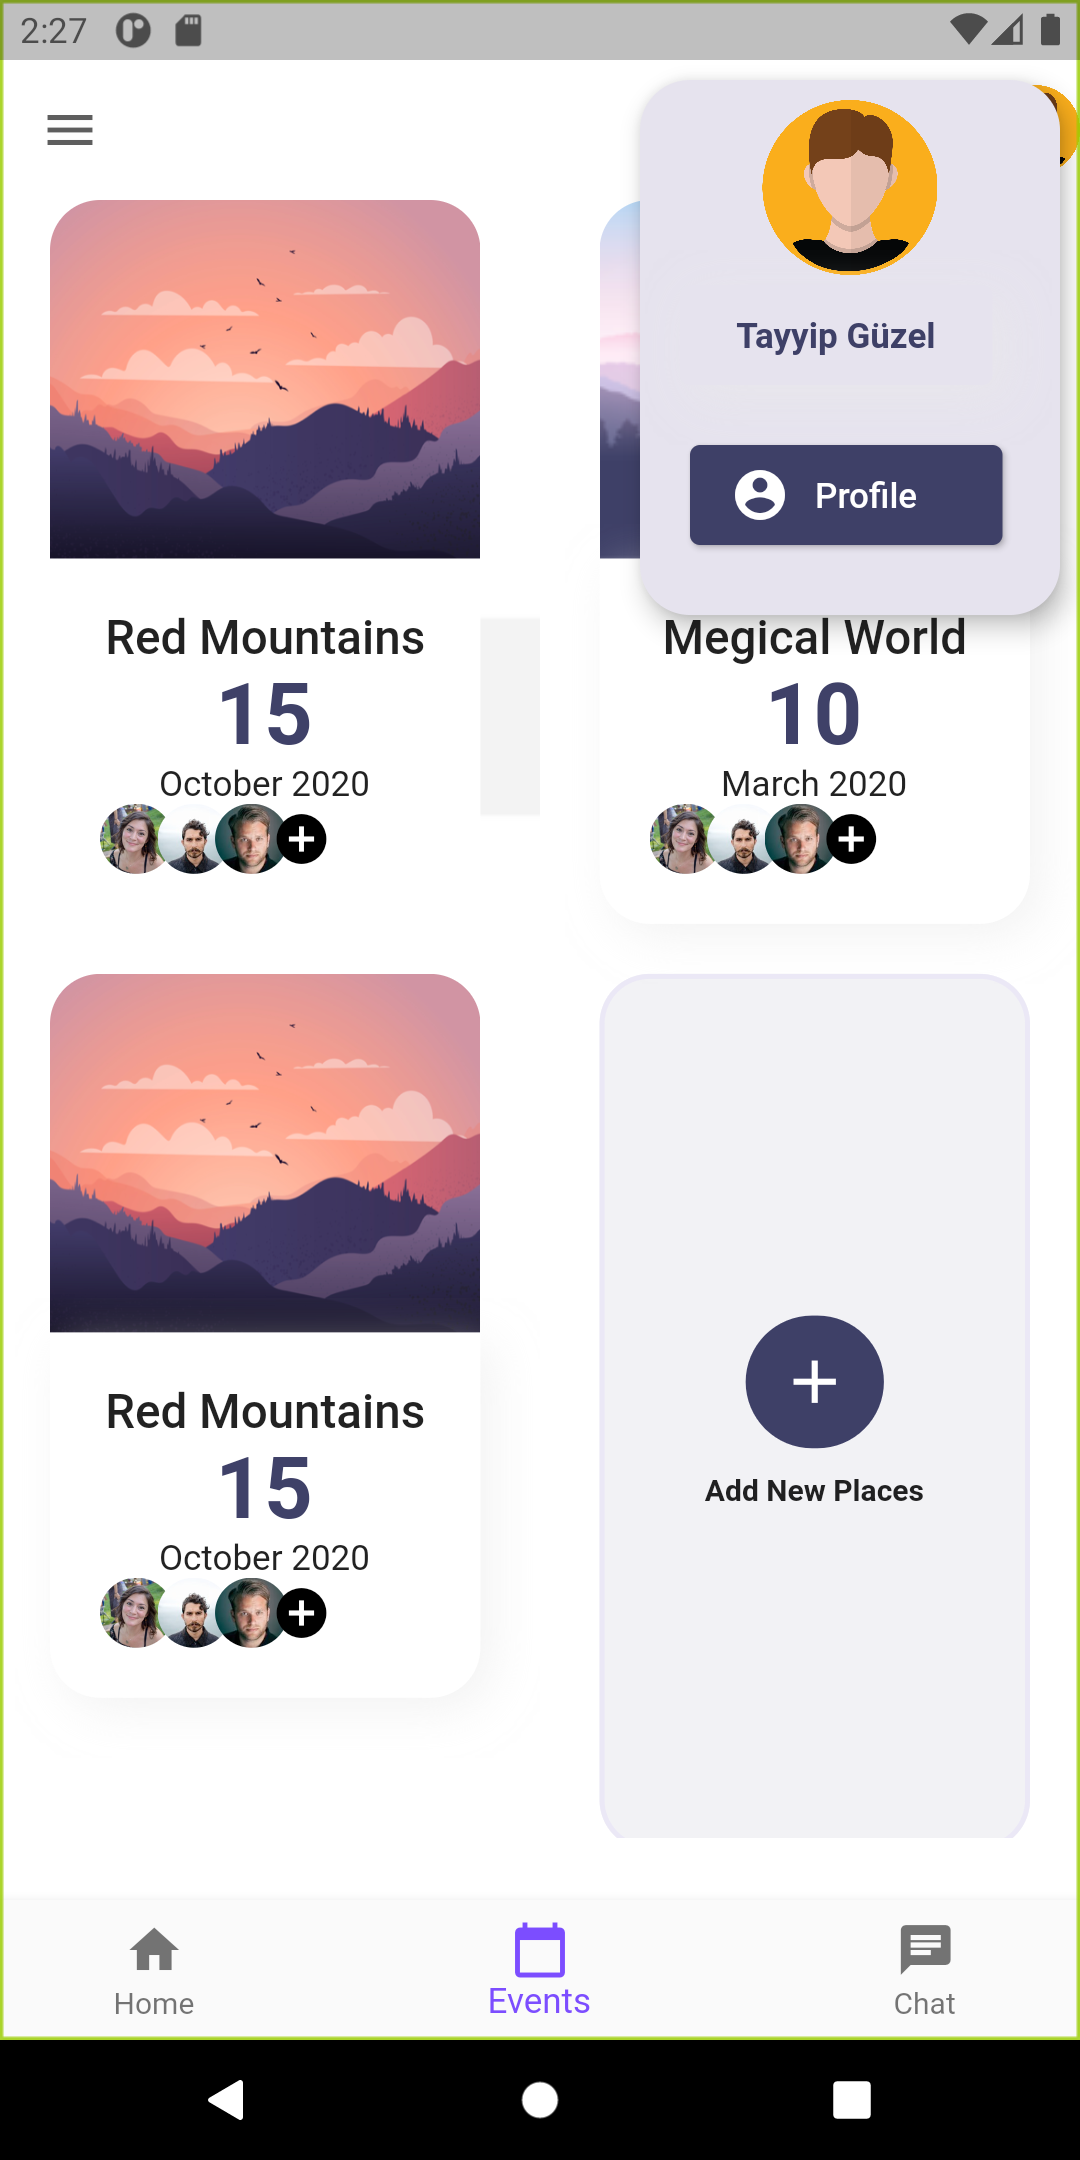 2:27
Tayyip Güzel
Profile
Red Mountains
15
October 2020
Megical World
10
March 2020
Red Mountains
15
October 2020
Add New Places
Home
Events
Chat